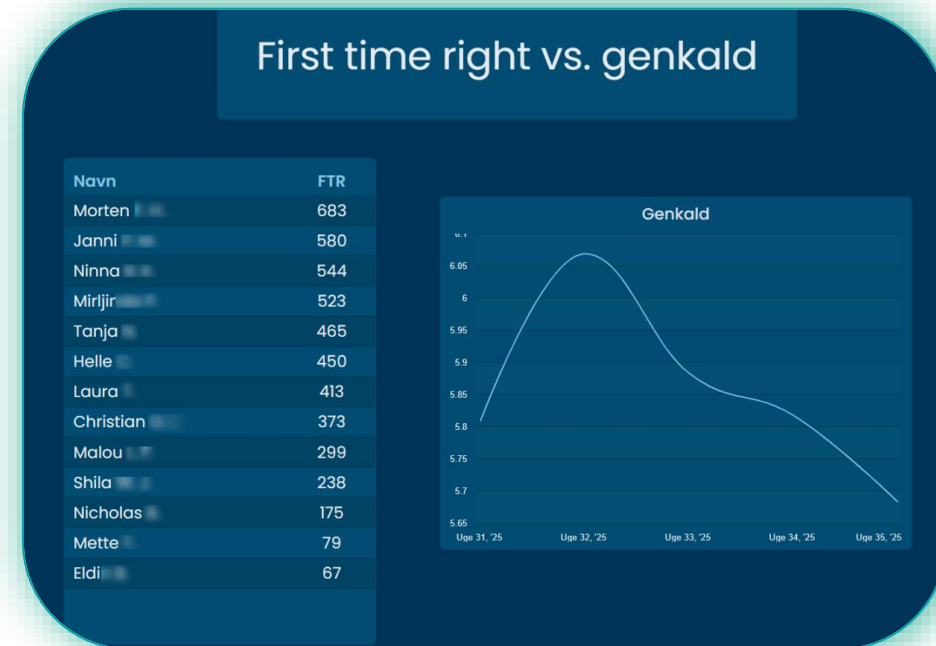 First time right vs. genkald
Navn FTR
Morten 683
Janni 580
Ninna 544
Mirljin 523
Tanja 465
Helle 450
Laura 413
Christian 373
Malou 299
Shila 238
Nicholas 175
Mette 79
Eldi 67
Genkald
6.1
6.05
6
5.95
5.9
5.85
5.8
5.75
5.7
5.65
Uge 31, '25 Uge 32, '25 Uge 33, '25 Uge 34, '25 Uge 35, '25